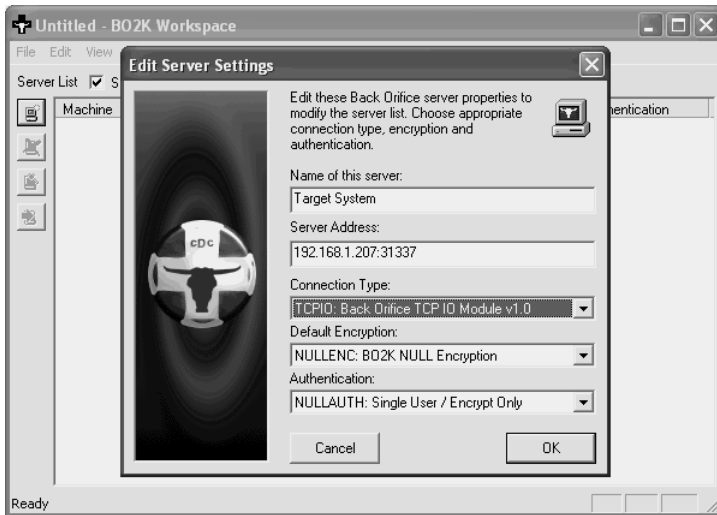 Untitled - BO2K Workspace
File Edit View
Server List S
Machine
hentication
Edit Server Settings
cDc
Edit these Back Orifice server properties to
modify the server list. Choose appropriate
connection type, encryption and
authentication.
Name of this server:
Target System
Server Address:
192.168.1.207:31337
Connection Type:
TCPIO: Back Orifice TCP IO Module v1.0
Default Encryption:
NULLENC: BO2K NULL Encryption
Authentication:
NULLAUTH: Single User / Encrypt Only
Cancel OK
Ready